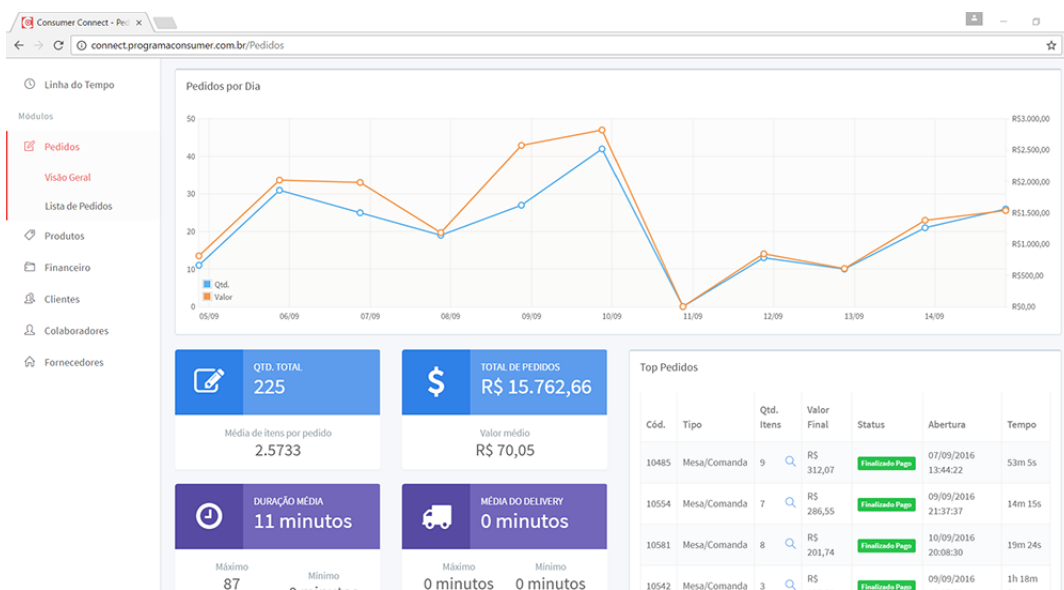 Consumer Connect - Ped
connect.programaconsumer.com.br/Pedidos
Linha do Tempo
Módulos
Pedidos
Visão Geral
Lista de Pedidos
Produtos
Financeiro
Clientes
Colaboradores
Fornecedores
Pedidos por Dia
50
40
30
20
10
0
R$3.000,00
R$2.500,00
R$2.000,00
R$1.500,00
R$1.000,00
R$500,00
R$0,00
Qtd.
Valor
05/09 06/09 07/09 08/09 09/09 10/09 11/09 12/09 13/09 14/09
QTD. TOTAL
225
Média de itens por pedido
2.5733
TOTAL DE PEDIDOS
R$ 15.762,66
Valor médio
R$ 70,05
DURAÇÃO MÉDIA
11 minutos
Máximo
87
Mínimo
MÉDIA DO DELIVERY
0 minutos
Máximo
0 minutos
Mínimo
0 minutos
Top Pedidos
Cód. Tipo Qtd. Itens Valor Final Status Abertura Tempo
10485 Mesa/Comanda 9 R$ 312,07 Finalizado Pago 07/09/2016 13:44:22 53m 5s
10554 Mesa/Comanda 7 R$ 286,55 Finalizado Pago 09/09/2016 21:37:37 14m 15s
10581 Mesa/Comanda 8 R$ 201,74 Finalizado Pago 10/09/2016 20:08:30 19m 24s
10542 Mesa/Comanda 3 R$ Finalizado Pago 09/09/2016 1h 18m